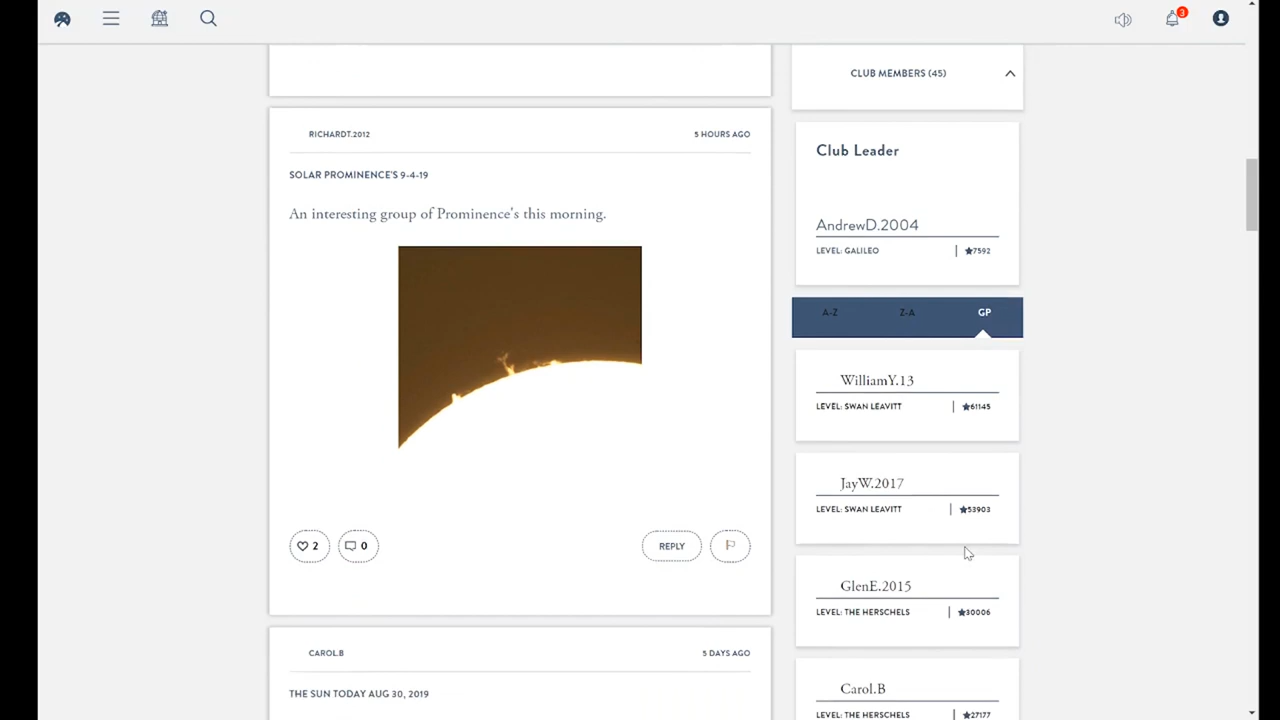 3
CLUB MEMBERS (45)
RICHARDT.2012
5 HOURS AGO
SOLAR PROMINENCE'S 9-4-19
An interesting group of Prominence's this morning.
2
0
REPLY
CAROL.B
5 DAYS AGO
THE SUN TODAY AUG 30, 2019
Club Leader
AndrewD.2004
LEVEL: GALILEO | ★7592
A-Z Z-A GP
WilliamY.13
LEVEL: SWAN LEAVITT | ★61145
JayW.2017
LEVEL: SWAN LEAVITT | ★53903
GlenE.2015
LEVEL: THE HERSCHELS | ★30006
Carol.B
LEVEL: THE HERSCHELS | ★27177